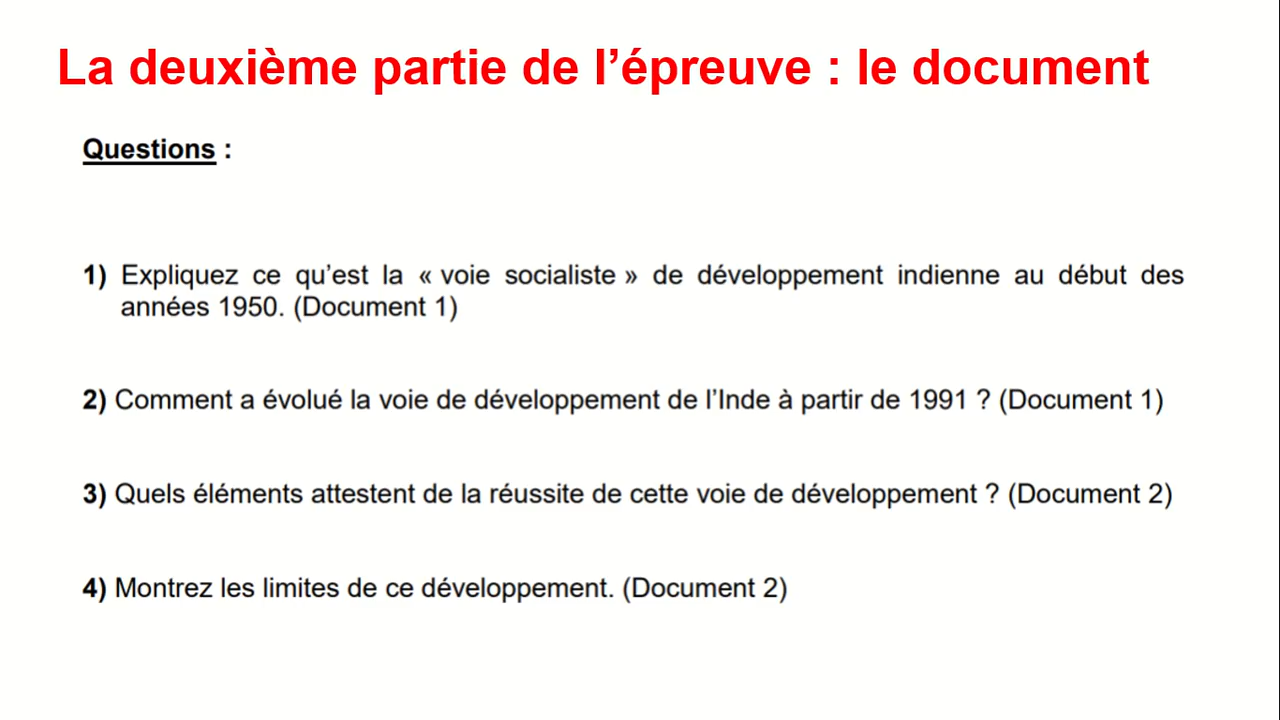 La deuxième partie de l’épreuve : le document
Questions :
1) Expliquez ce qu’est la « voie socialiste » de développement indienne au début des
années 1950. (Document 1)
2) Comment a évolué la voie de développement de l’Inde à partir de 1991 ? (Document 1)
3) Quels éléments attestent de la réussite de cette voie de développement ? (Document 2)
4) Montrez les limites de ce développement. (Document 2)